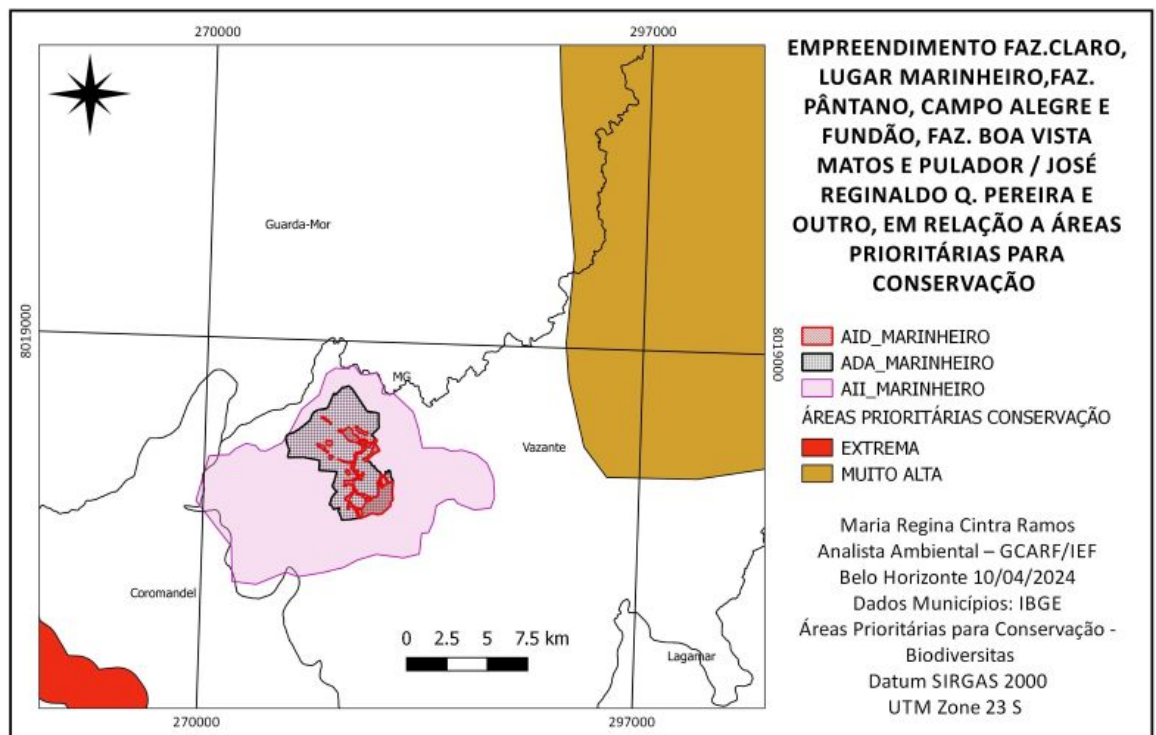 270000
297000
8019000
8019000
Guarda-Mor
MG
Vazante
Coromandel
Lagamar
0 2.5 5 7.5 km
270000
297000
EMPREENDIMENTO FAZ.CLARO,
LUGAR MARINHEIRO,FAZ.
PÂNTANO, CAMPO ALEGRE E
FUNDÃO, FAZ. BOA VISTA
MATOS E PULADOR / JOSÉ
REGINALDO Q. PEREIRA E
OUTRO, EM RELAÇÃO A ÁREAS
PRIORITÁRIAS PARA
CONSERVAÇÃO
AID_MARINHEIRO
ADA_MARINHEIRO
AII_MARINHEIRO
ÁREAS PRIORITÁRIAS CONSERVAÇÃO
EXTREMA
MUITO ALTA
Maria Regina Cintra Ramos
Analista Ambiental – GCARF/IEF
Belo Horizonte 10/04/2024
Dados Municípios: IBGE
Áreas Prioritárias para Conservação -
Biodiversitas
Datum SIRGAS 2000
UTM Zone 23 S